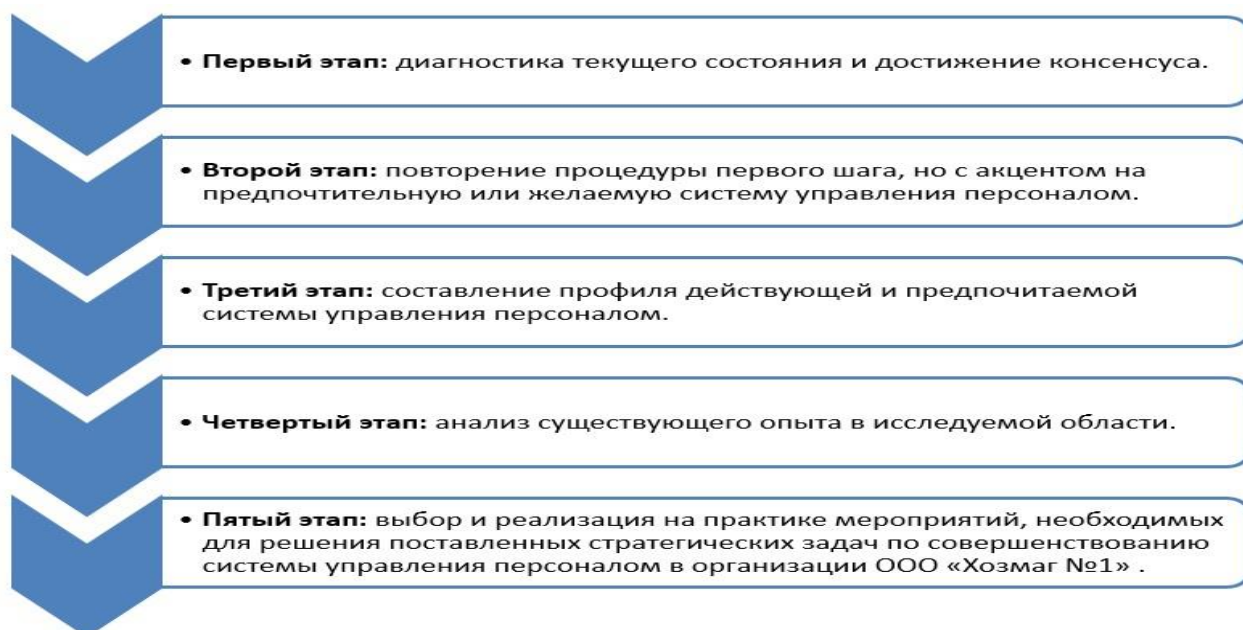 • Первый этап: диагностика текущего состояния и достижение консенсуса.
• Второй этап: повторение процедуры первого шага, но с акцентом на
предпочтительную или желаемую систему управления персоналом.
• Третий этап: составление профиля действующей и предпочитаемой
системы управления персоналом.
• Четвертый этап: анализ существующего опыта в исследуемой области.
• Пятый этап: выбор и реализация на практике мероприятий, необходимых
для решения поставленных стратегических задач по совершенствованию
системы управления персоналом в организации ООО «Хозмаг №1» .